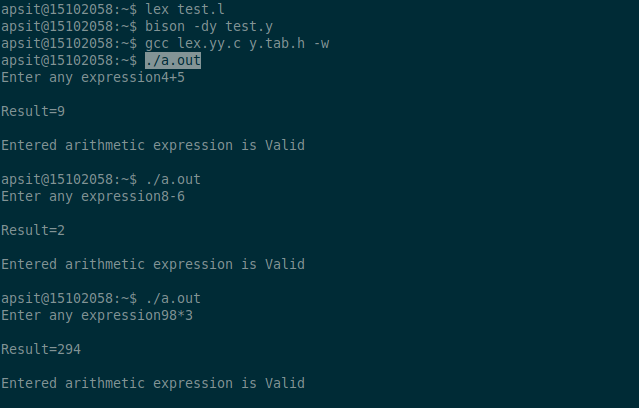 apsit@15102058:~$ lex test.l
apsit@15102058:~$ bison -dy test.y
apsit@15102058:~$ gcc lex.yy.c y.tab.h -w
apsit@15102058:~$ ./a.out
Enter any expression4+5
Result=9
Entered arithmetic expression is Valid
apsit@15102058:~$ ./a.out
Enter any expression8-6
Result=2
Entered arithmetic expression is Valid
apsit@15102058:~$ ./a.out
Enter any expression98*3
Result=294
Entered arithmetic expression is Valid